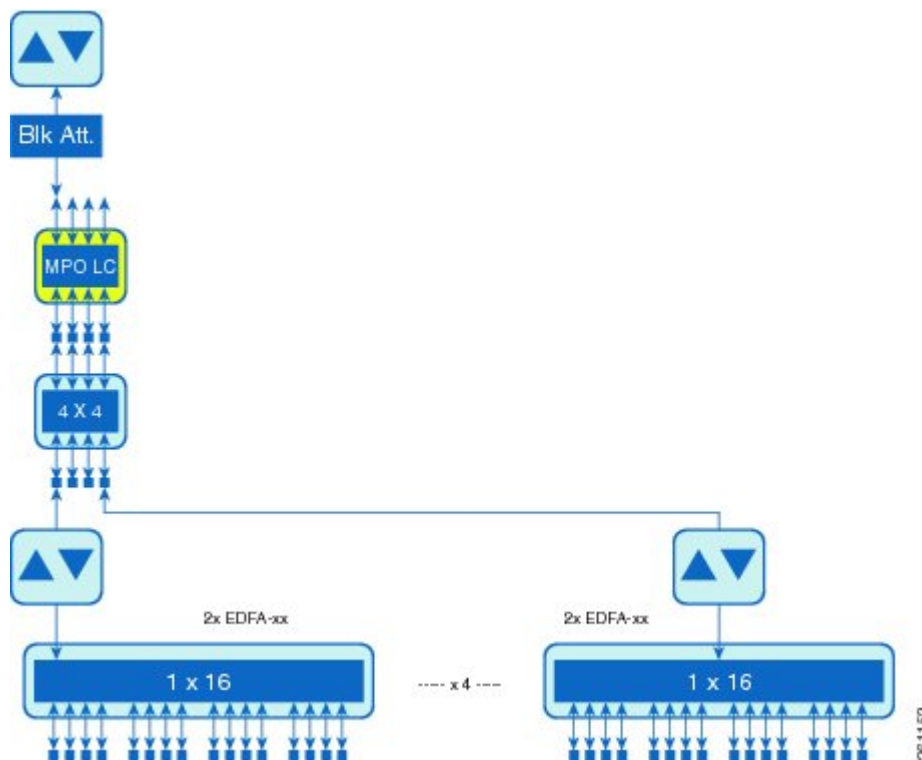 Blk Att.
MPO LC
4 X 4
2x EDFA-xx
2x EDFA-xx
1 x 16
----- x 4 -----
1 x 16